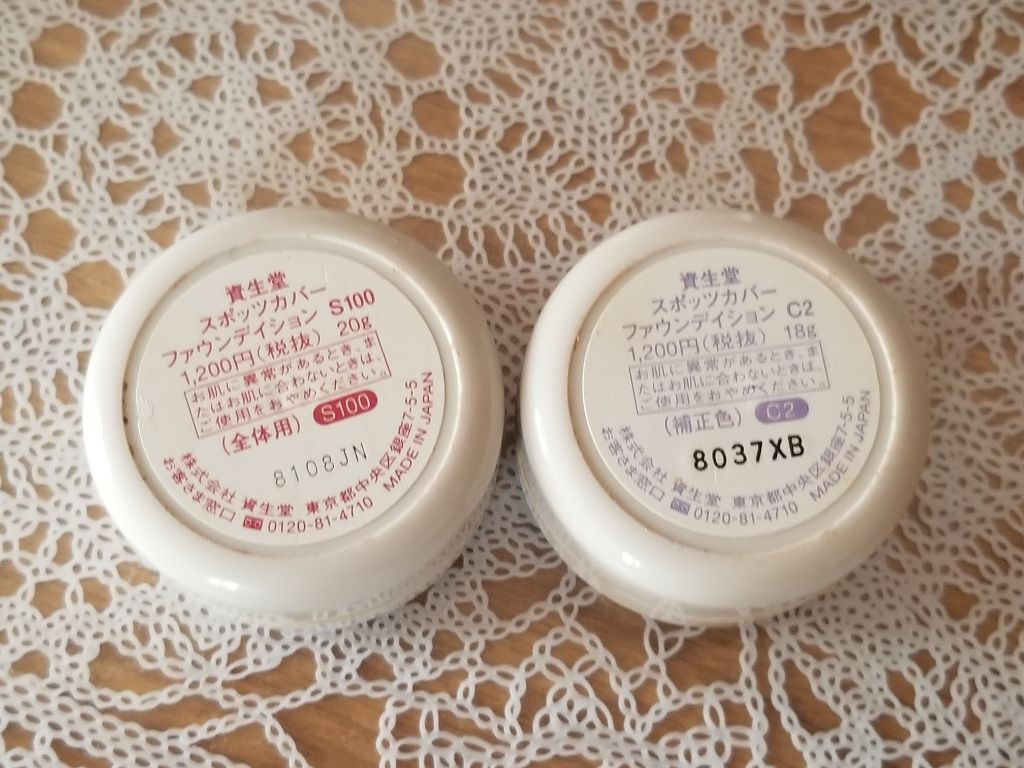 資生堂
スポッツカバー
ファウンデイション S100
1,200円(税抜) 20g
お肌に異常があるとき、ま
たはお肌に合わないときは、
ご使用をおやめください。
(全体用) S100
8108JN
株式会社 資生堂 東京都中央区銀座7-5-5
お客さま窓口 0120-81-4710 MADE IN JAPAN
資生堂
スポッツカバー
ファウンデイション C2
1,200円(税抜) 18g
お肌に異常があるとき、ま
たはお肌に合わないときは、
ご使用をおやめください。
(補正色) C2
8037XB
株式会社 資生堂 東京都中央区銀座7-5-5
お客さま窓口 0120-81-4710 MADE IN JAPAN